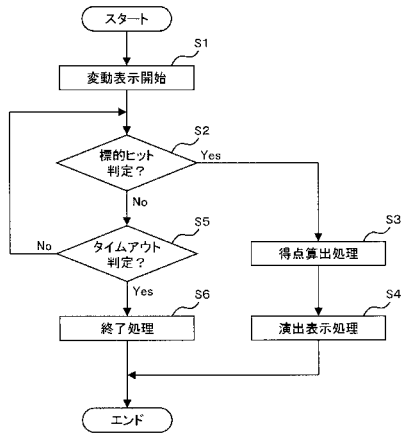 スタート
S1
変動表示開始
S2
標的ヒット
判定?
Yes
No
S5
タイムアウト
判定?
No
Yes
S3
得点算出処理
S4
演出表示処理
S6
終了処理
エンド